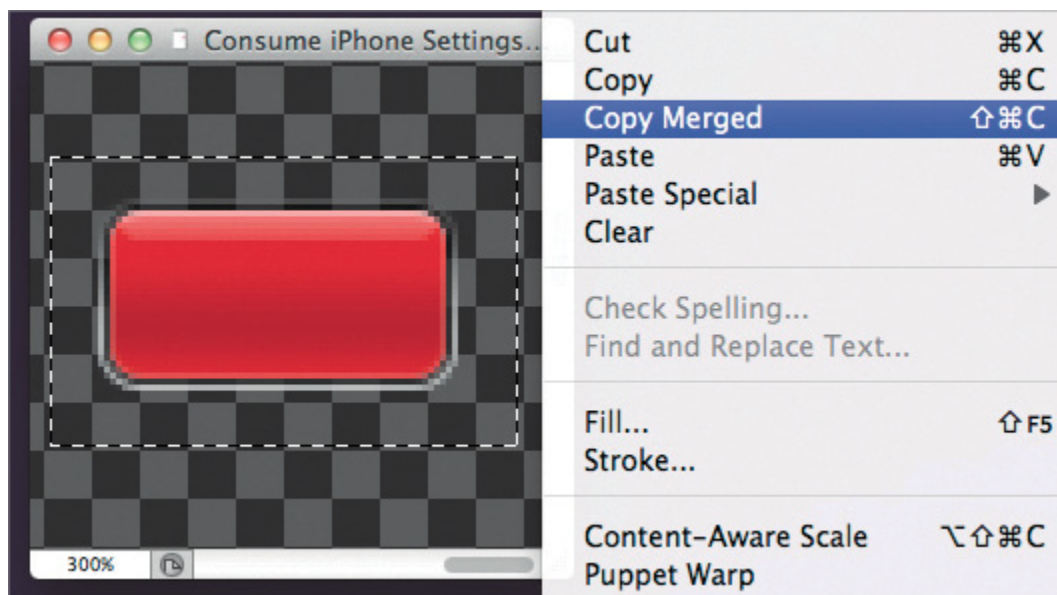 Consume iPhone Settings...
Cut ⌘X
Copy ⌘C
Copy Merged ⇧⌘C
Paste ⌘V
Paste Special ▶
Clear
Check Spelling...
Find and Replace Text...
Fill... ⇧F5
Stroke...
Content-Aware Scale ⌥⇧⌘C
Puppet Warp
300%